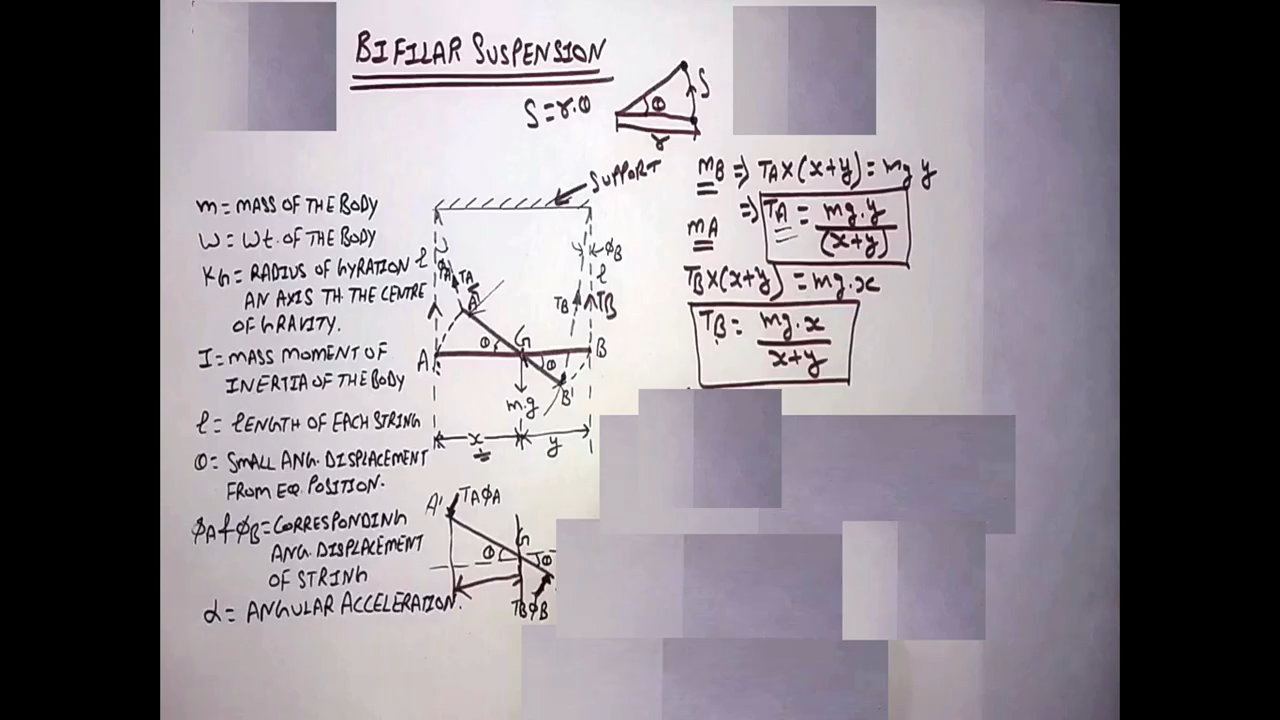 BIFILAR SUSPENSION
S=r.θ
θ
S
r
SUPPORT
m= MASS OF THE BODY
W= Wt. OF THE BODY
KG= RADIUS OF GYRATION
AN AXIS TH THE CENTRE
OF GRAVITY.
I= MASS MOMENT OF
INERTIA OF THE BODY
l= lENGTH OF EACH STRING
θ= SMALL ANG. DISPLACEMENT
FROM EQ. POSITION.
ϕA & ϕB= CORRESPONDING
ANG. DISPLACEMENT
OF STRING
α= ANGULAR ACCELERATION.
l
ϕA
TA
A'
ϕB
l
TB
TB
A
θ
G
θ
B
B'
m.g
x
y
A'
TAϕA
θ
G
θ
TBϕB
MB ⇒ TA×(x+y)= mg y
⇒ TA = mg.y
(x+y)
MA
TB×(x+y) = mg.x
TB= mg.x
x+y